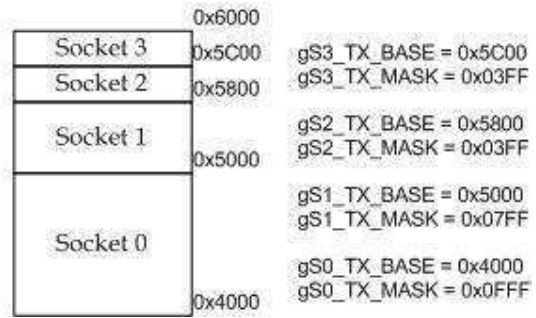 0x6000
Socket 3
0x5C00
gS3_TX_BASE = 0x5C00
gS3_TX_MASK = 0x03FF
Socket 2
0x5800
gS2_TX_BASE = 0x5800
gS2_TX_MASK = 0x03FF
Socket 1
0x5000
gS1_TX_BASE = 0x5000
gS1_TX_MASK = 0x07FF
Socket 0
0x4000
gS0_TX_BASE = 0x4000
gS0_TX_MASK = 0x0FFF